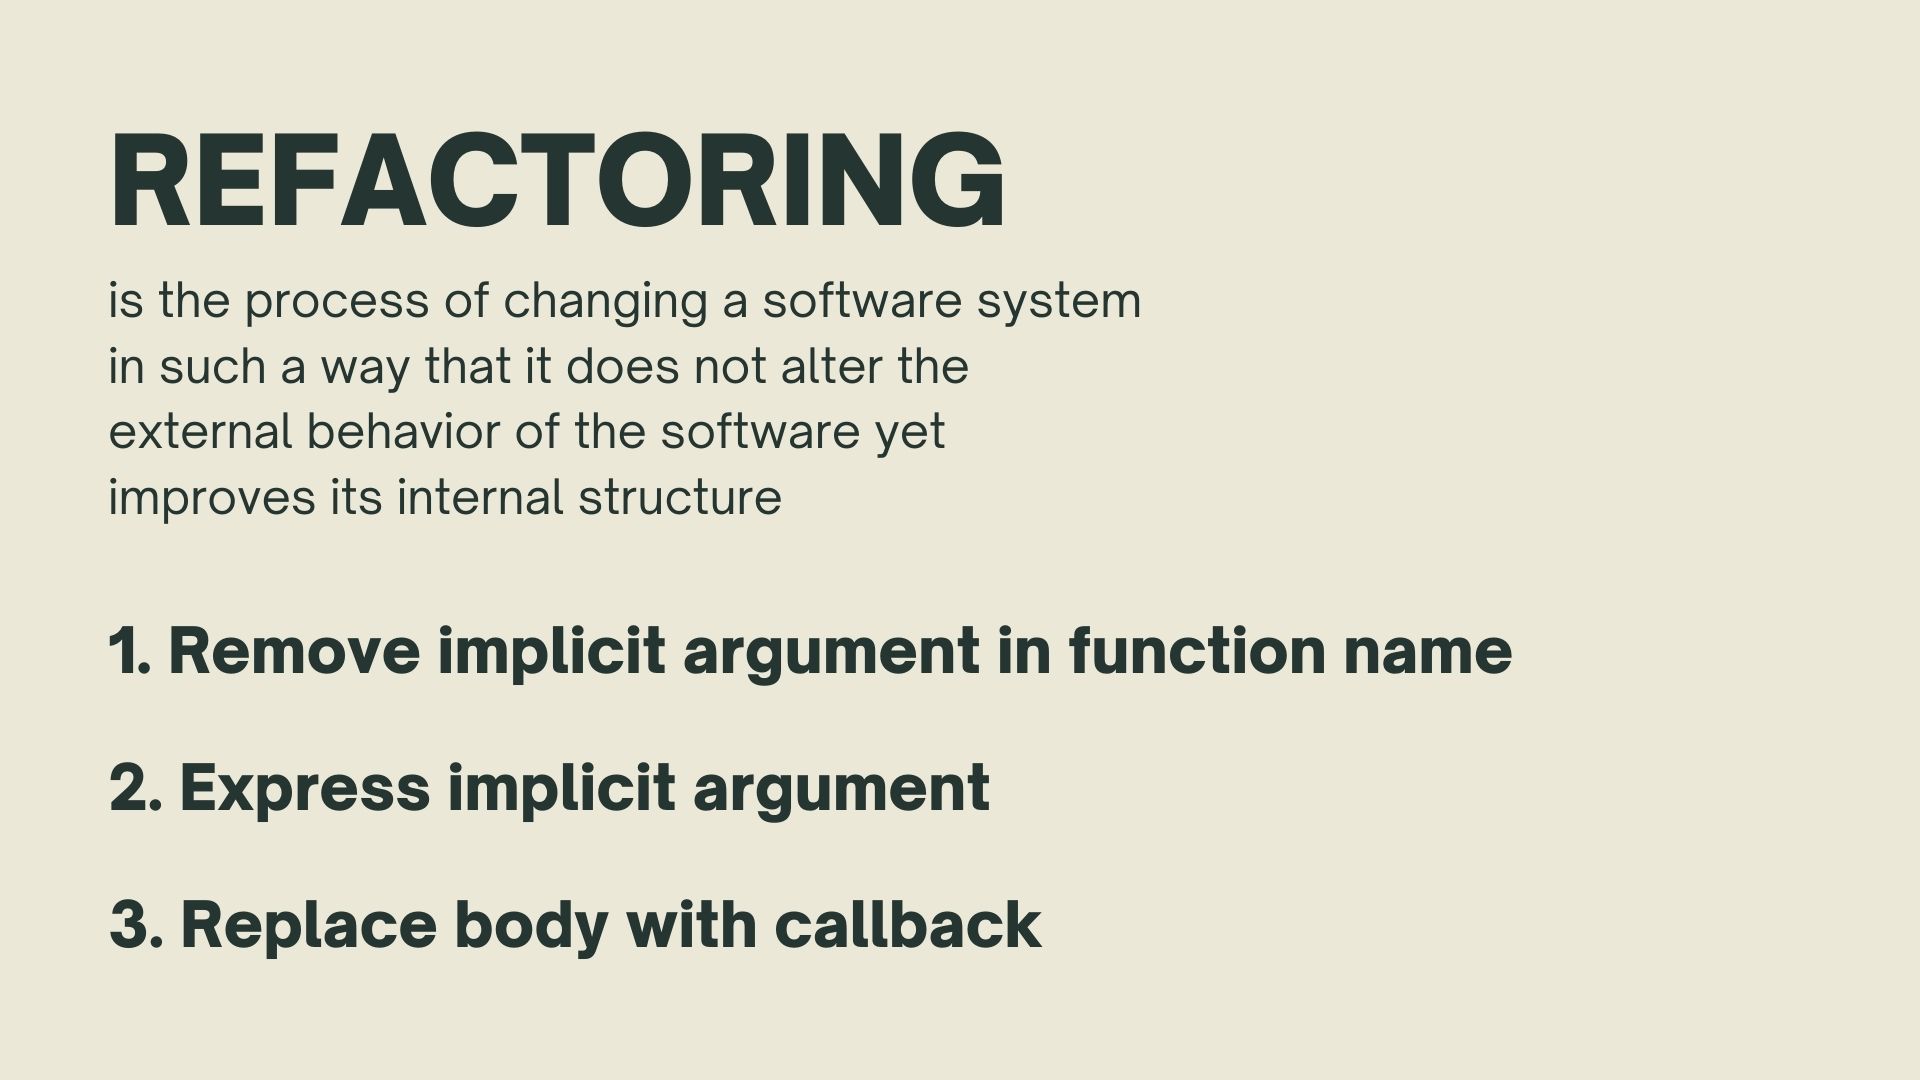 REFACTORING
is the process of changing a software system
in such a way that it does not alter the
external behavior of the software yet
improves its internal structure
1. Remove implicit argument in function name
2. Express implicit argument
3. Replace body with callback